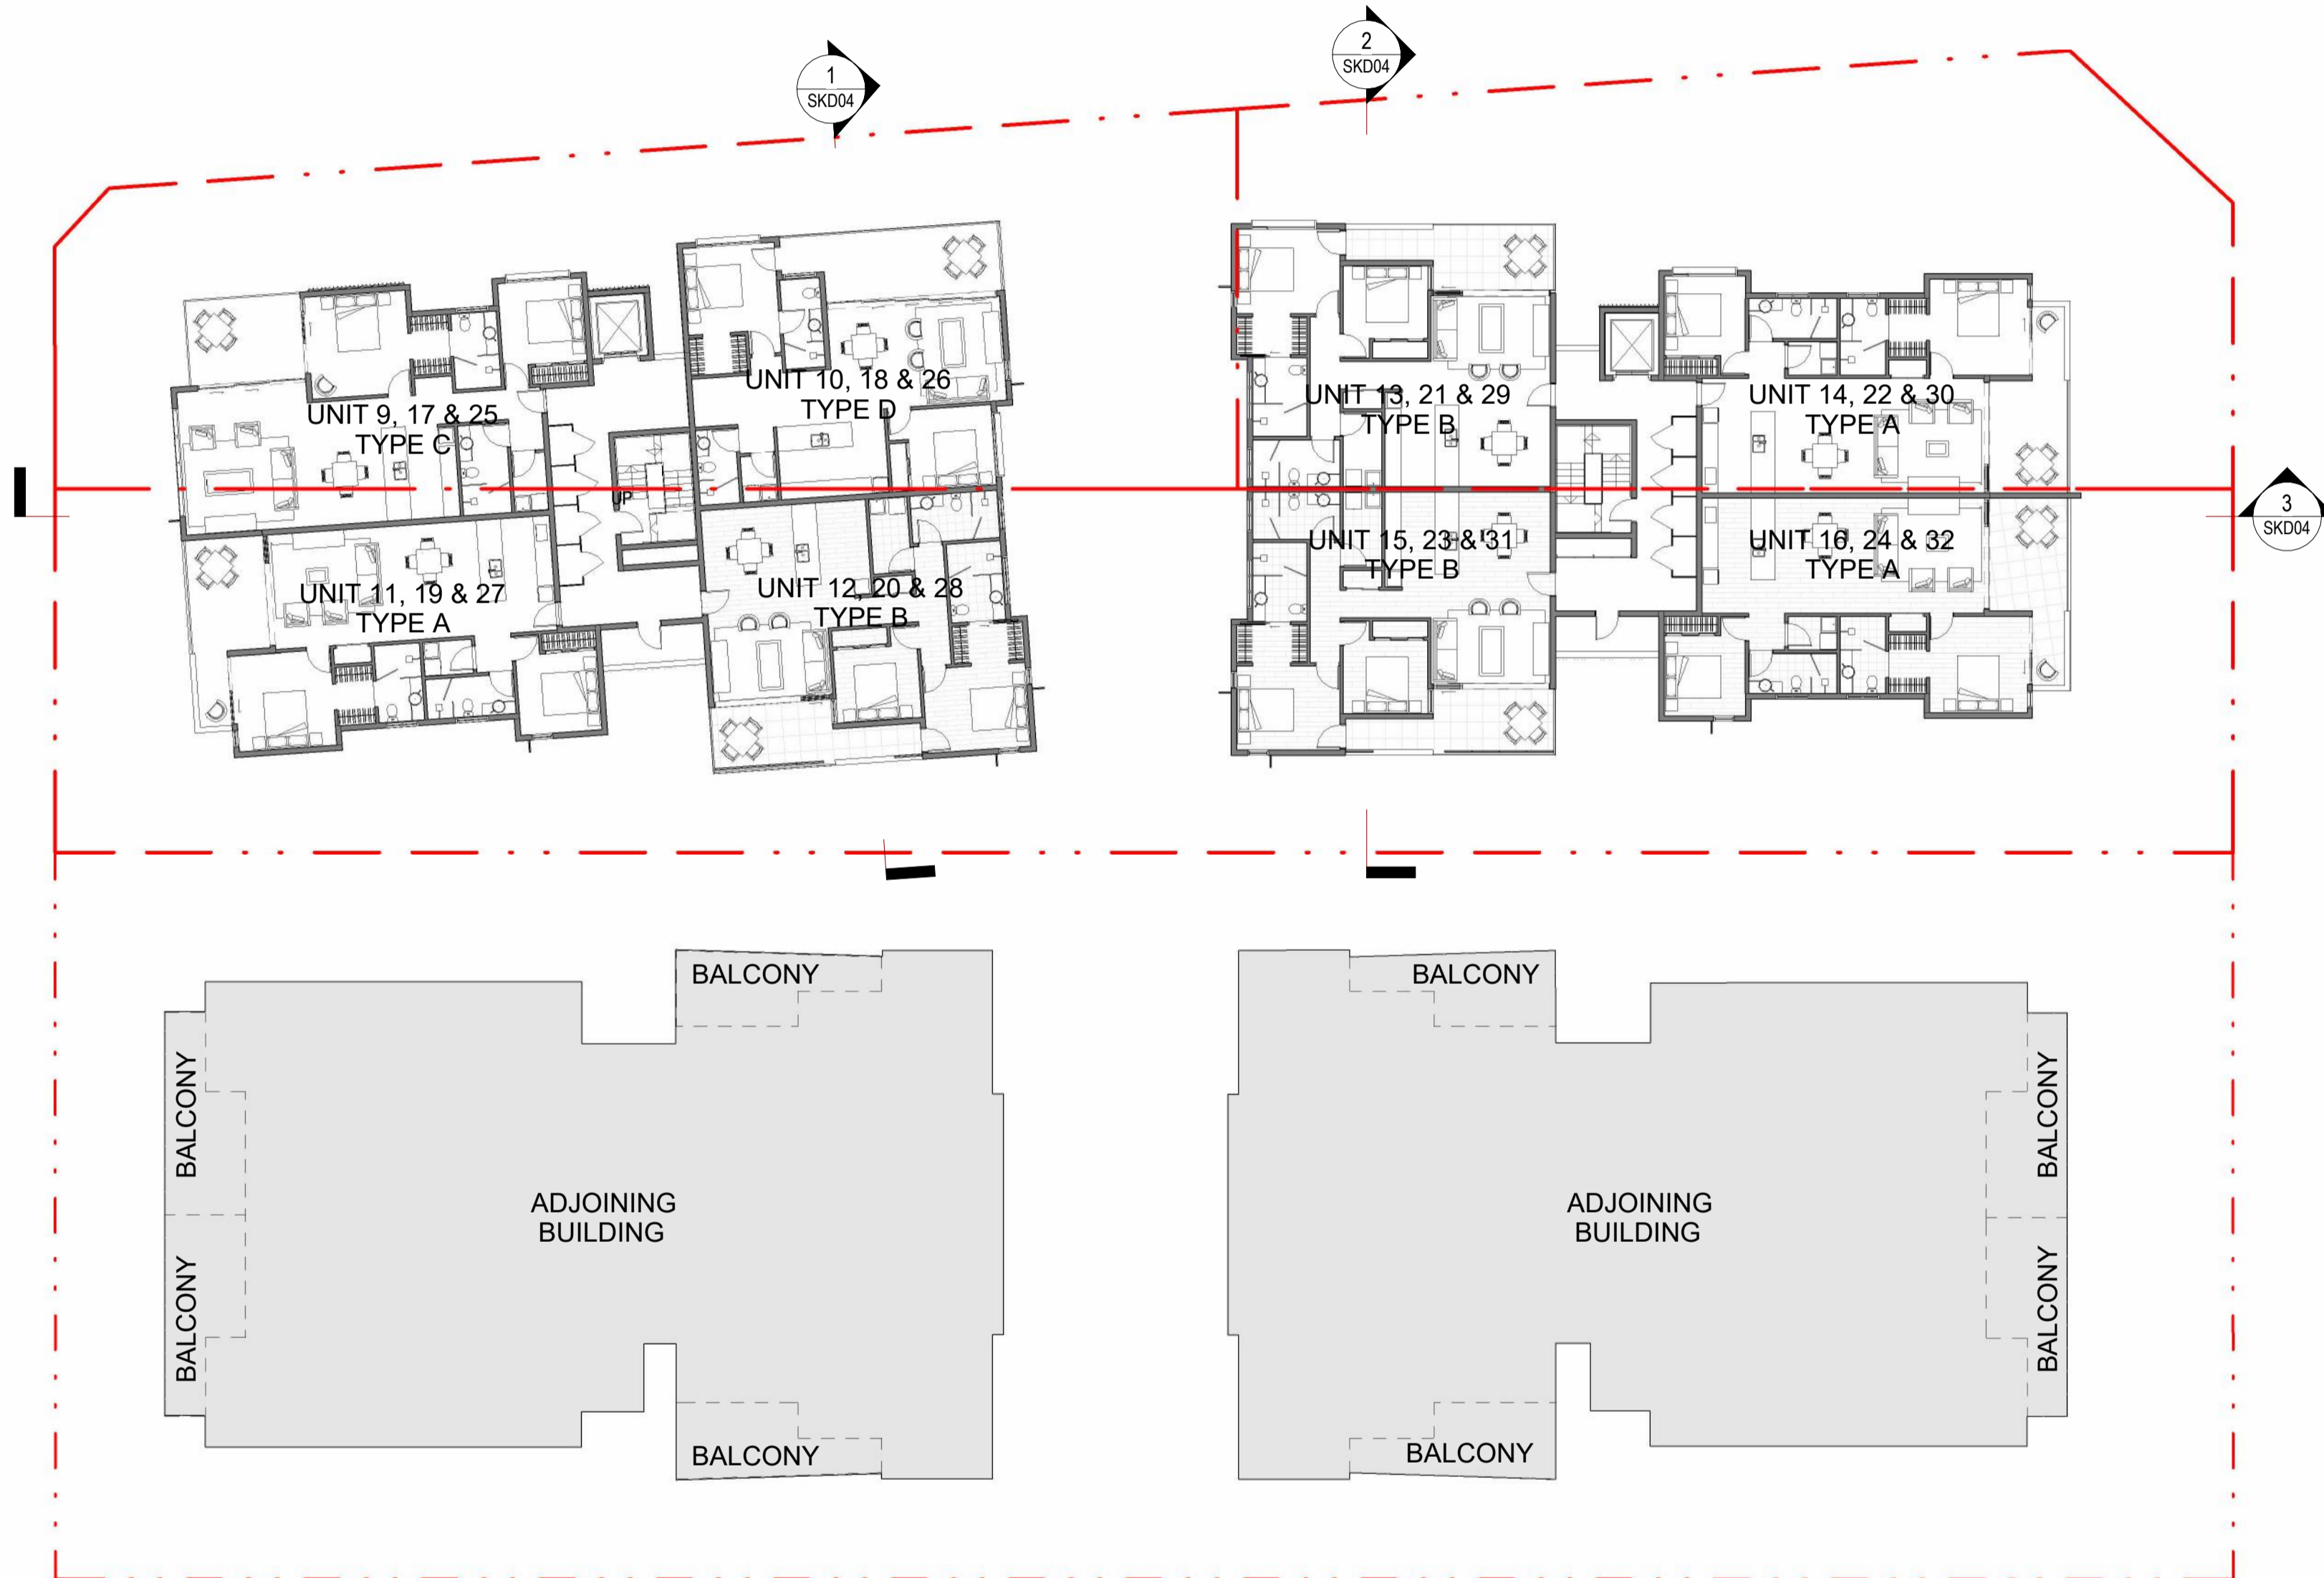 1
SKD04
2
SKD04
UNIT 10, 18 & 26
TYPE D
UNIT 9, 17 & 25
TYPE C
UNIT 13, 21 & 29
TYPE B
UNIT 14, 22 & 30
TYPE A
UP
3
SKD04
UNIT 11, 19 & 27
TYPE A
UNIT 12, 20 & 28
TYPE B
UNIT 15, 23 & 31
TYPE B
UNIT 16, 24 & 32
TYPE A
BALCONY
BALCONY
BALCONY
BALCONY
ADJOINING
BUILDING
ADJOINING
BUILDING
BALCONY
BALCONY
BALCONY
BALCONY